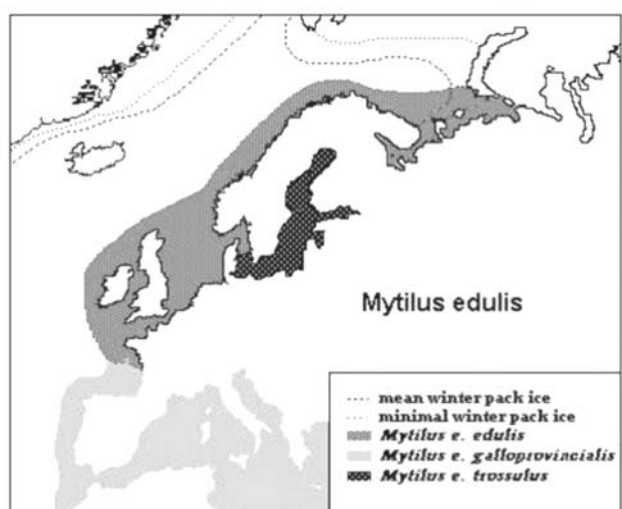 Mytilus edulis
mean winter pack ice
minimal winter pack ice
Mytilus e. edulis
Mytilus e. galloprovincialis
Mytilus e. trossulus